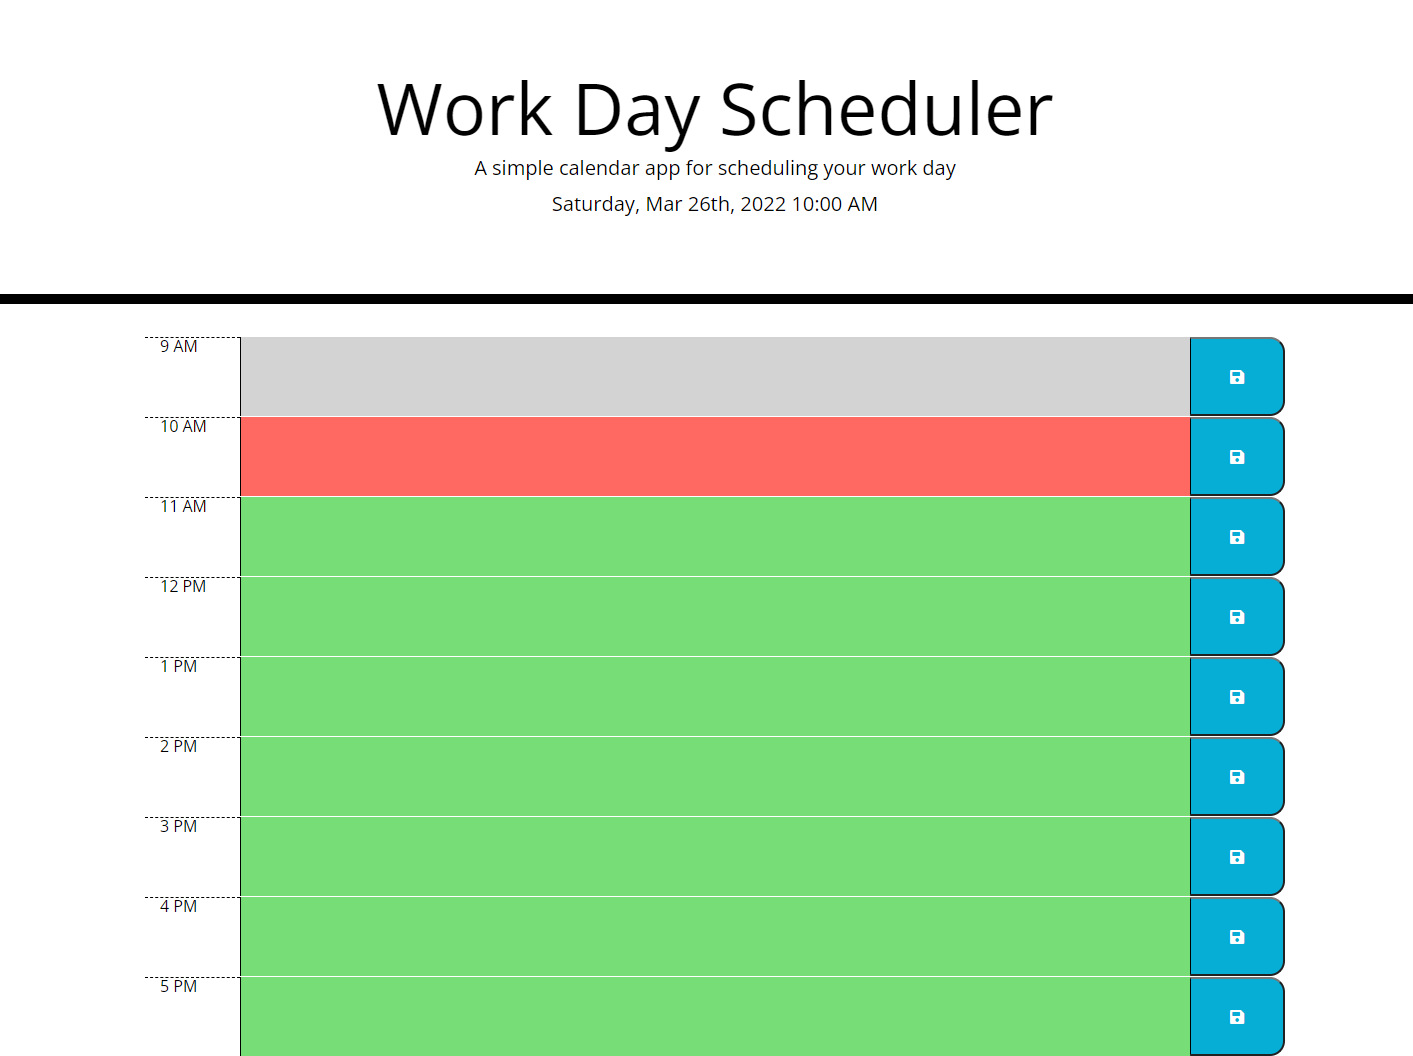 Work Day Scheduler
A simple calendar app for scheduling your work day
Saturday, Mar 26th, 2022 10:00 AM
9 AM
10 AM
11 AM
12 PM
1 PM
2 PM
3 PM
4 PM
5 PM